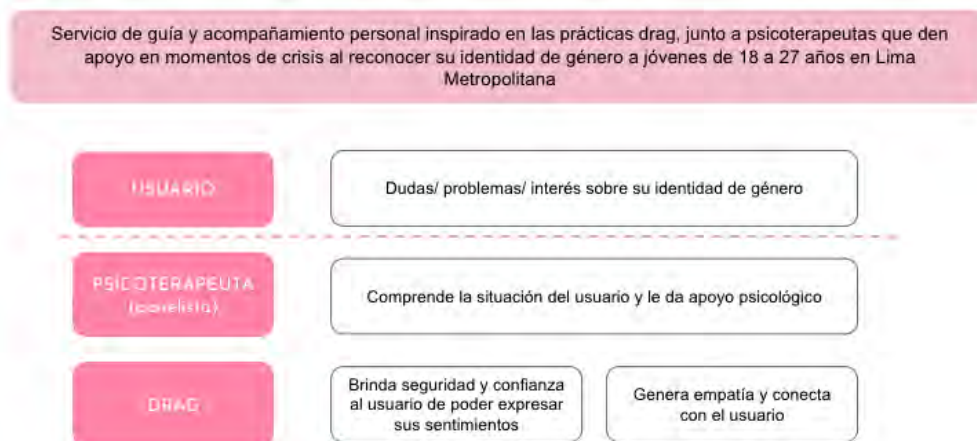 Servicio de guía y acompañamiento personal inspirado en las prácticas drag, junto a psicoterapeutas que den
apoyo en momentos de crisis al reconocer su identidad de género a jóvenes de 18 a 27 años en Lima
Metropolitana
USUARIO
Dudas/ problemas/ interés sobre su identidad de género
PSICOTERAPEUTA
Comprende la situación del usuario y le da apoyo psicológico
DRAG
Brinda seguridad y confianza
al usuario de poder expresar
sus sentimientos
Genera empatía y conecta
con el usuario